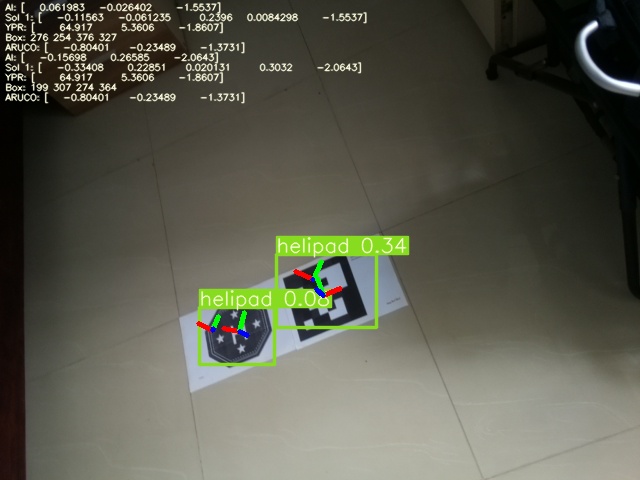 AI: [ 0.061983 -0.026402 -1.5537]
Sol 1: [ -0.11563 -0.061235 0.2396 0.0084298 -1.5537]
YPR: [ 64.917 5.3606 -1.8607]
Box: 276 254 376 327
ARUCO: [ -0.80401 -0.23489 -1.3731]
AI: [ -0.15698 0.26585 -2.0643]
Sol 1: [ -0.33408 0.22851 0.020131 0.3032 -2.0643]
YPR: [ 64.917 5.3606 -1.8607]
Box: 199 307 274 364
ARUCO: [ -0.80401 -0.23489 -1.3731]
helipad 0.34
helipad 0.08